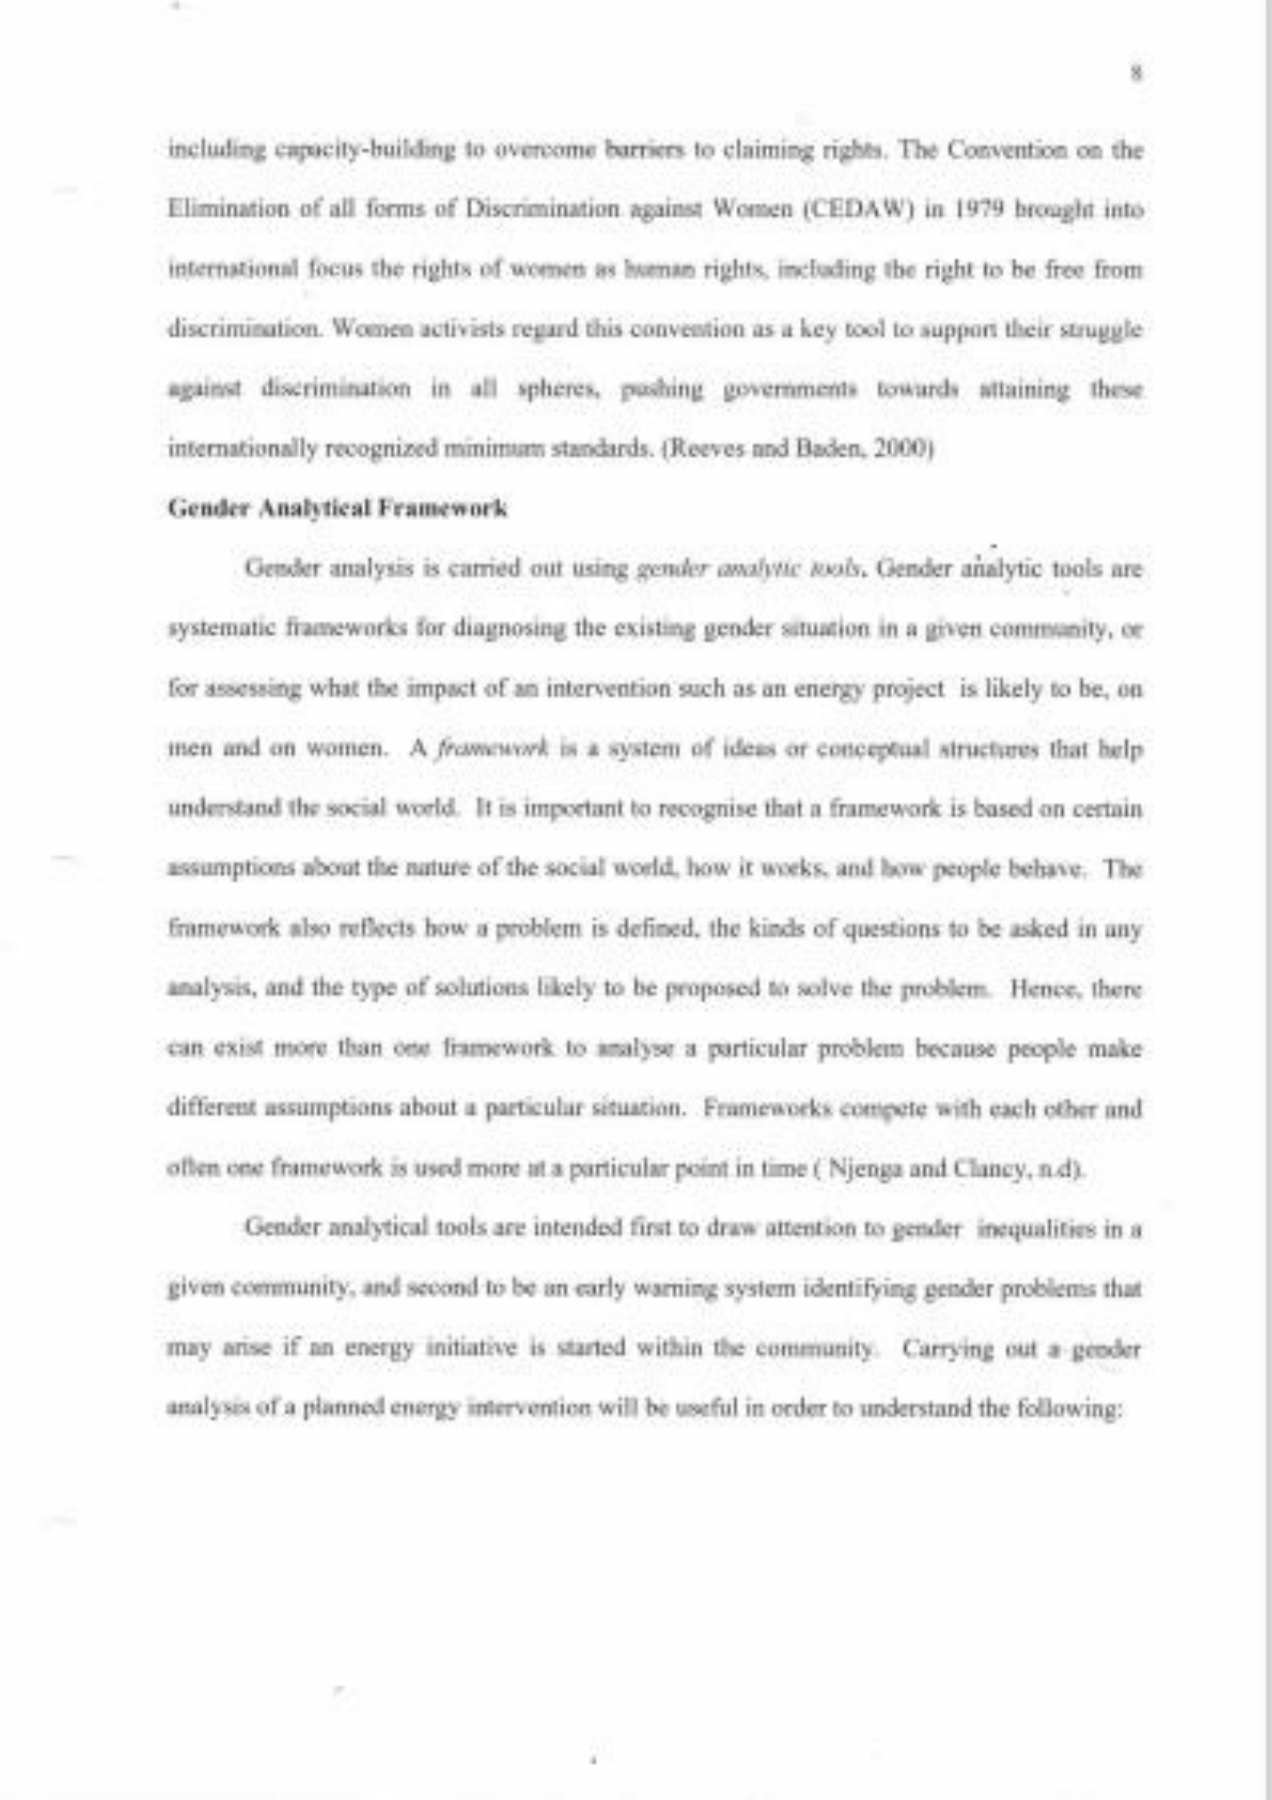 8
including capacity-building to overcome barriers to claiming rights. The Convention on the
Elimination of all forms of Discrimination against Women (CEDAW) in 1979 brought into
international focus the rights of women as human rights, including the right to be free from
discrimination. Women activists regard this convention as a key tool to support their struggle
against discrimination in all spheres, pushing governments towards attaining these
internationally recognized minimum standards. (Reeves and Baden, 2000)
Gender Analytical Framework
Gender analysis is carried out using gender analytic tools. Gender analytic tools are
systematic frameworks for diagnosing the existing gender situation in a given community, or
for assessing what the impact of an intervention such as an energy project is likely to be, on
men and on women. A framework is a system of ideas or conceptual structures that help
understand the social world. It is important to recognise that a framework is based on certain
assumptions about the nature of the social world, how it works, and how people behave. The
framework also reflects how a problem is defined, the kinds of questions to be asked in any
analysis, and the type of solutions likely to be proposed to solve the problem. Hence, there
can exist more than one framework to analyse a particular problem because people make
different assumptions about a particular situation. Frameworks compete with each other and
often one framework is used more at a particular point in time ( Njenga and Clancy, n.d).
Gender analytical tools are intended first to draw attention to gender inequalities in a
given community, and second to be an early warning system identifying gender problems that
may arise if an energy initiative is started within the community. Carrying out a gender
analysis of a planned energy intervention will be useful in order to understand the following: